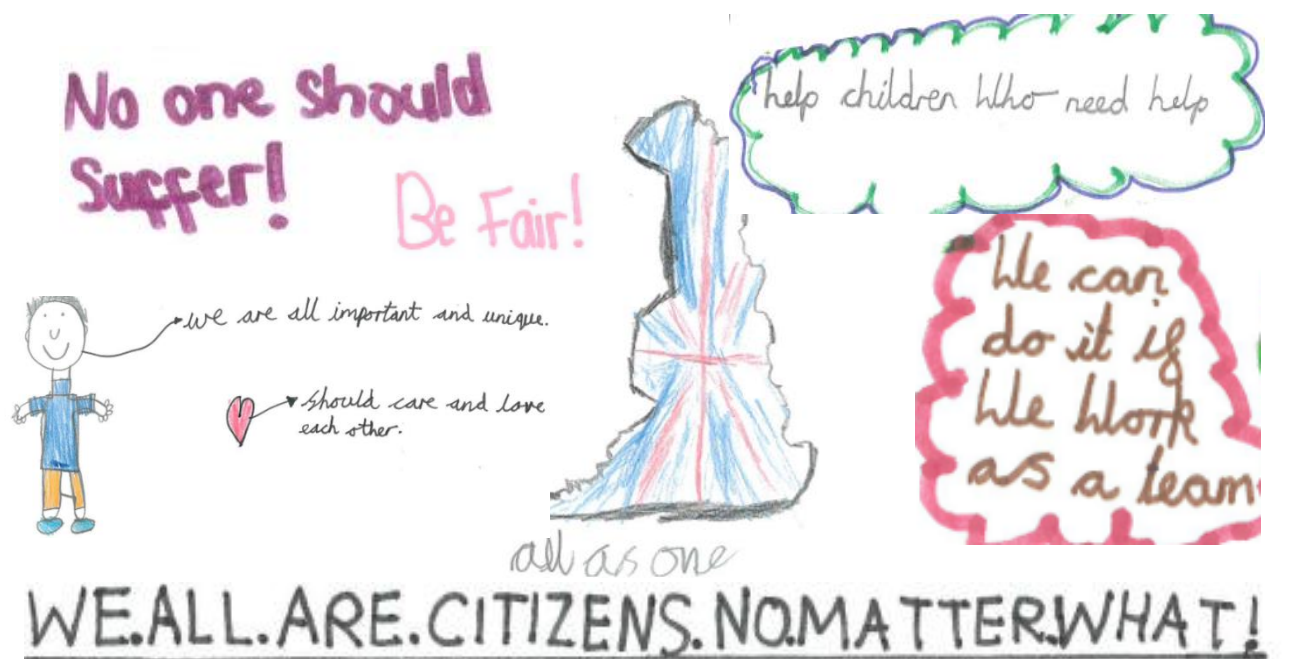 No one should
Suffer!
Be Fair!
help children Who need help
We can
do it if
We Work
as a team
we are all important and unique.
Should care and love
each other.
all as one
WE.ALL.ARE.CITIZENS.NO.MATTER.WHAT!